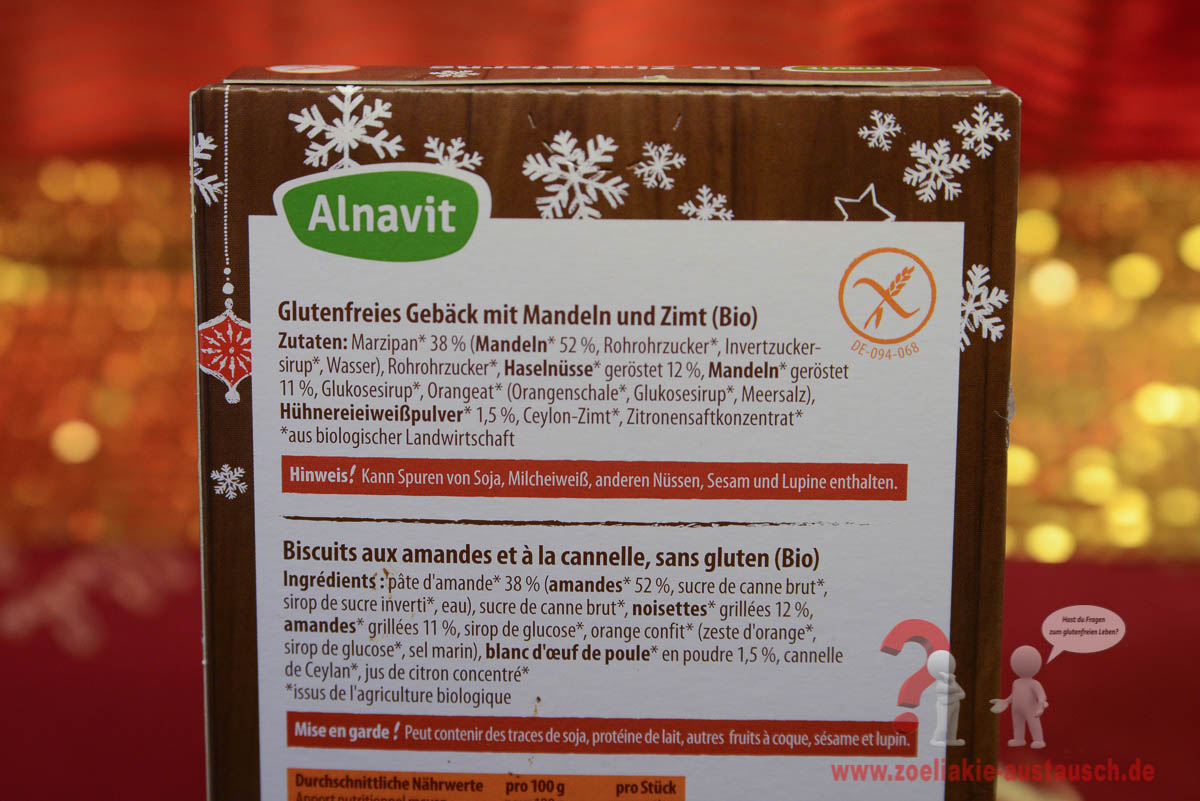 Bio Zimtsterne
Alnavit
Alnavit
DE-094-068
Glutenfreies Gebäck mit Mandeln und Zimt (Bio)
Zutaten: Marzipan* 38 % (Mandeln* 52 %, Rohrohrzucker*, Invertzucker-
sirup*, Wasser), Rohrohrzucker*, Haselnüsse* geröstet 12 %, Mandeln* geröstet
11 %, Glukosesirup*, Orangeat* (Orangenschale*, Glukosesirup*, Meersalz),
Hühnereieiweißpulver* 1,5 %, Ceylon-Zimt*, Zitronensaftkonzentrat*
*aus biologischer Landwirtschaft
Hinweis! Kann Spuren von Soja, Milcheiweiß, anderen Nüssen, Sesam und Lupine enthalten.
Biscuits aux amandes et à la cannelle, sans gluten (Bio)
Ingrédients : pâte d'amande* 38 % (amandes* 52 %, sucre de canne brut*,
sirop de sucre inverti*, eau), sucre de canne brut*, noisettes* grillées 12 %,
amandes* grillées 11 %, sirop de glucose*, orange confit* (zeste d'orange*,
sirop de glucose*, sel marin), blanc d'œuf de poule* en poudre 1,5 %, cannelle
de Ceylan*, jus de citron concentré*
*issus de l'agriculture biologique
Mise en garde ! Peut contenir des traces de soja, protéine de lait, autres fruits à coque, sésame et lupin.
Durchschnittliche Nährwerte pro 100 g pro Stück
Apport nutritionnel moyen
Hast du Fragen
zum glutenfreien Leben?
www.zoeliakie-austausch.de